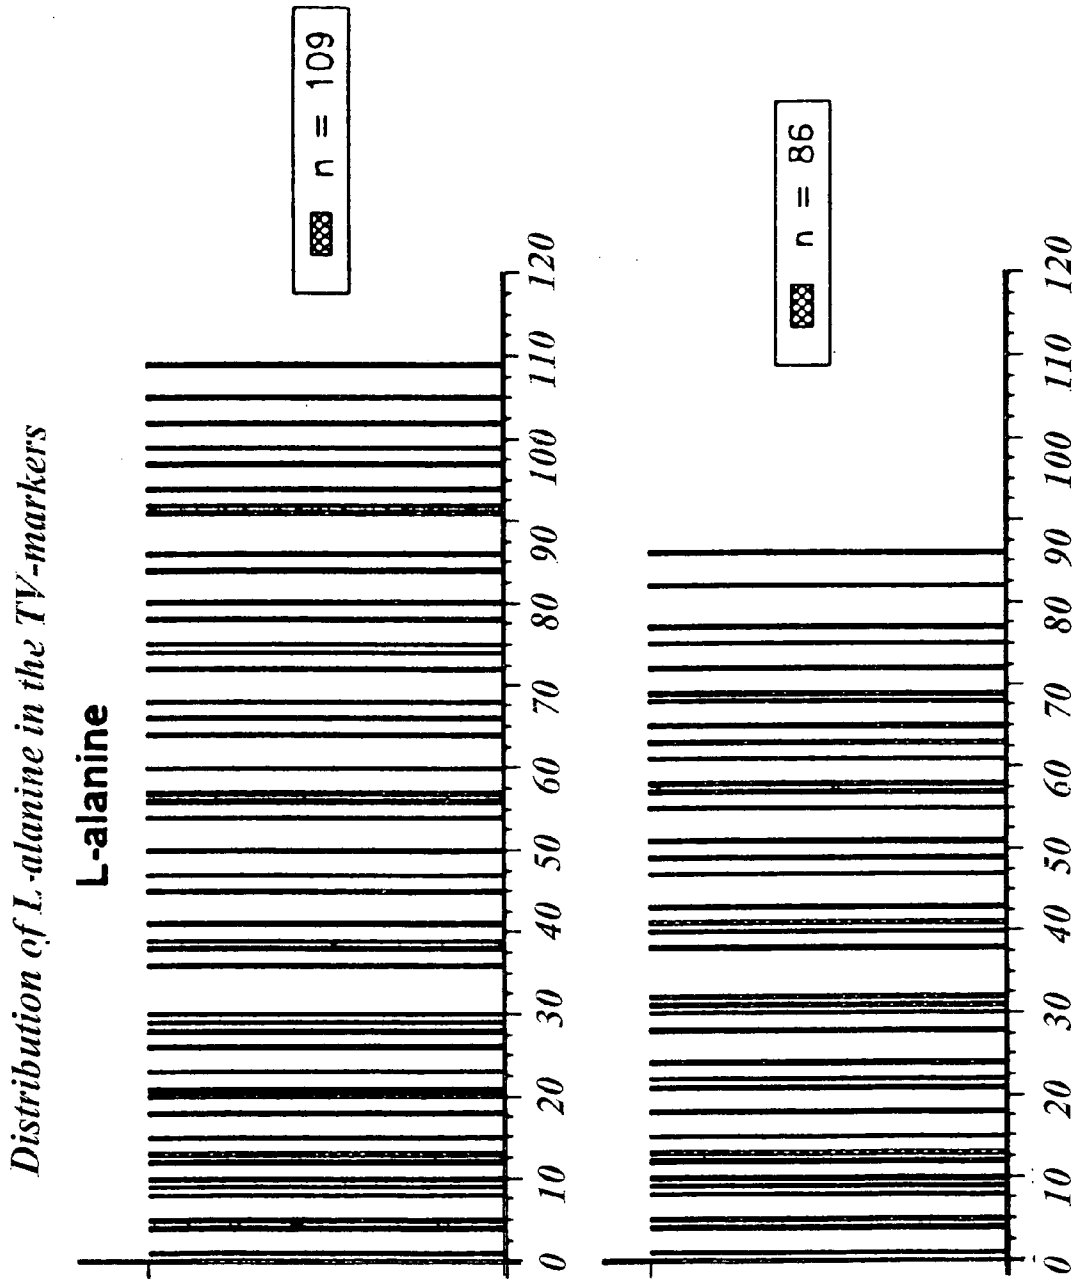 Distribution of L-alanine in the TV-markers
L-alanine
n = 109
0 10 20 30 40 50 60 70 80 90 100 110 120
n = 86
0 10 20 30 40 50 60 70 80 90 100 110 120